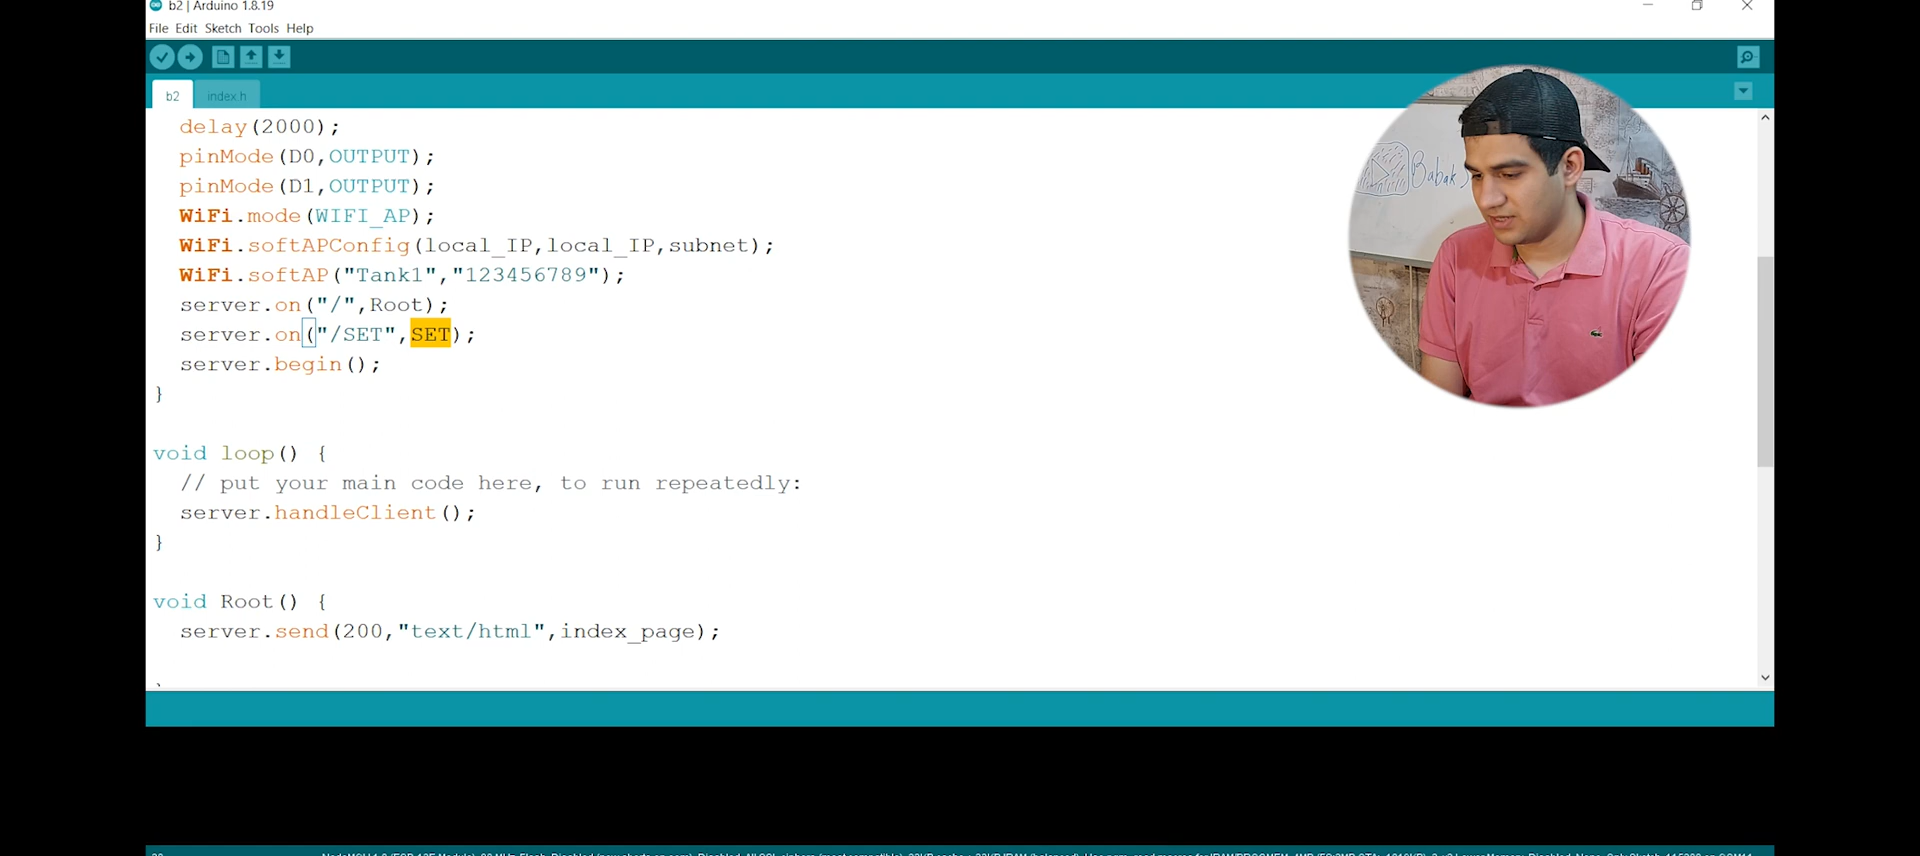 b2 | Arduino 1.8.19
File Edit Sketch Tools Help
b2 index.h
delay(2000);
pinMode(D0,OUTPUT);
pinMode(D1,OUTPUT);
WiFi.mode(WIFI_AP);
WiFi.softAPConfig(local_IP,local_IP,subnet);
WiFi.softAP("Tank1","123456789");
server.on("/",Root);
server.on("/SET",SET);
server.begin();
}
void loop() {
// put your main code here, to run repeatedly:
server.handleClient();
}
void Root() {
server.send(200,"text/html",index_page);
Babak